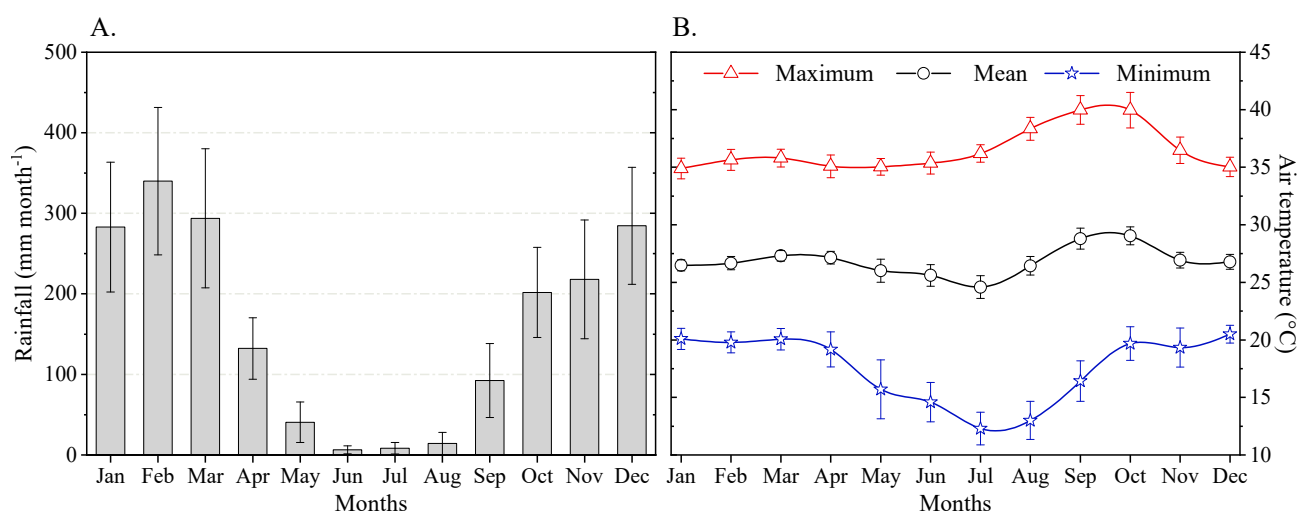 A.
Rainfall (mm month⁻¹)
500
400
300
200
100
0
Jan Feb Mar Apr May Jun Jul Aug Sep Oct Nov Dec
Months
B.
Maximum Mean Minimum
45
40
35
30
25
20
15
10
Air temperature (°C)
Jan Feb Mar Apr May Jun Jul Aug Sep Oct Nov Dec
Months